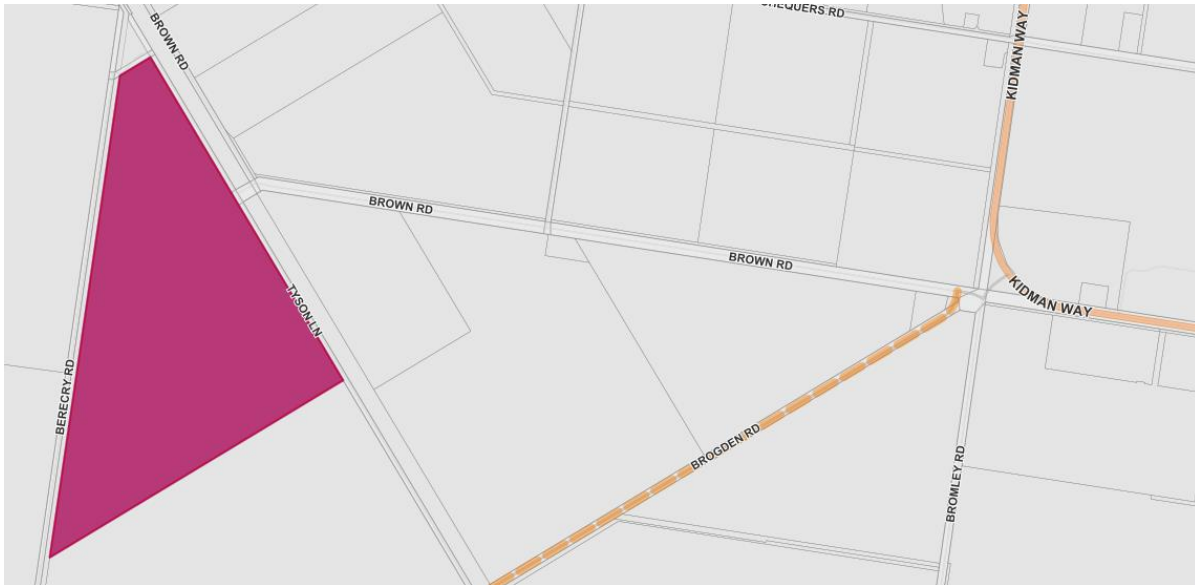 BROWN RD
CHEQUERS RD
KIDMAN WAY
BROWN RD
BROWN RD
KIDMAN WAY
TYSON LN
BERECRY RD
BROGDEN RD
BROMLEY RD